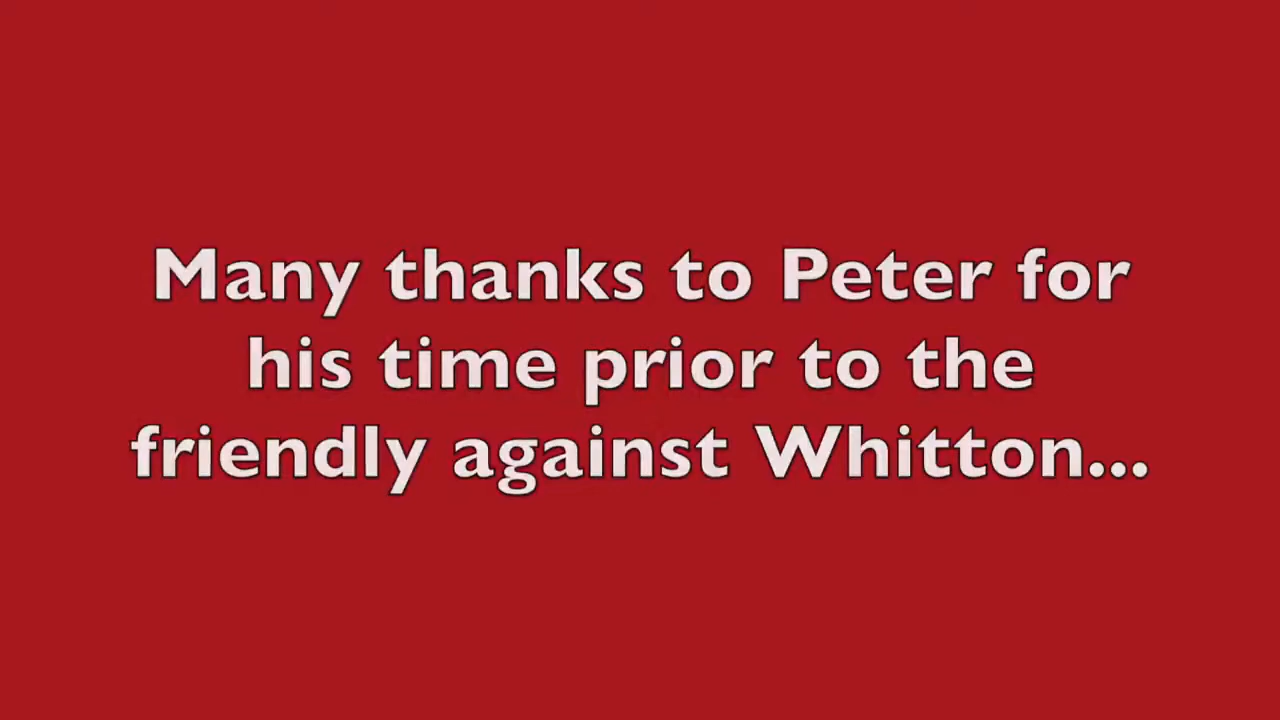 Many thanks to Peter for
his time prior to the
friendly against Whitton...